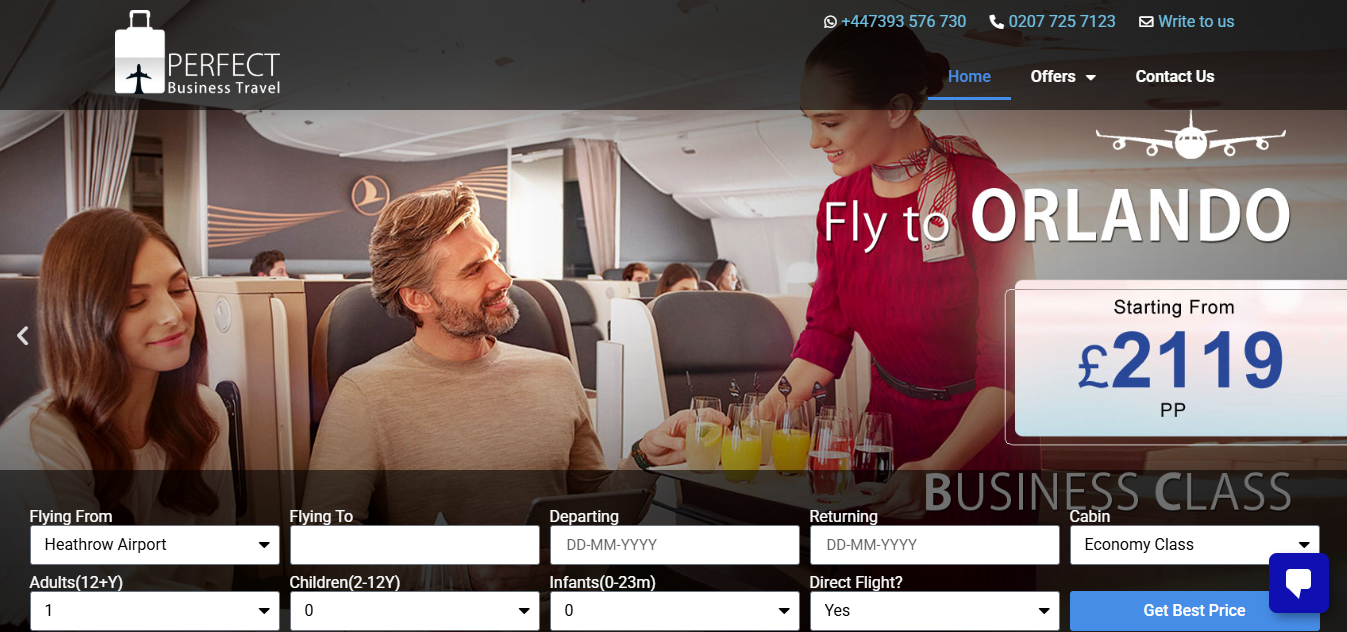 +447393 576 730
0207 725 7123
Write to us
PERFECT
Business Travel
Home
Offers
Contact Us
Fly to ORLANDO
Starting From
£2119
PP
BUSINESS CLASS
Flying From
Flying To
Departing
Returning
Cabin
Heathrow Airport
DD-MM-YYYY
DD-MM-YYYY
Economy Class
Adults(12+Y)
Children(2-12Y)
Infants(0-23m)
Direct Flight?
1
0
0
Yes
Get Best Price